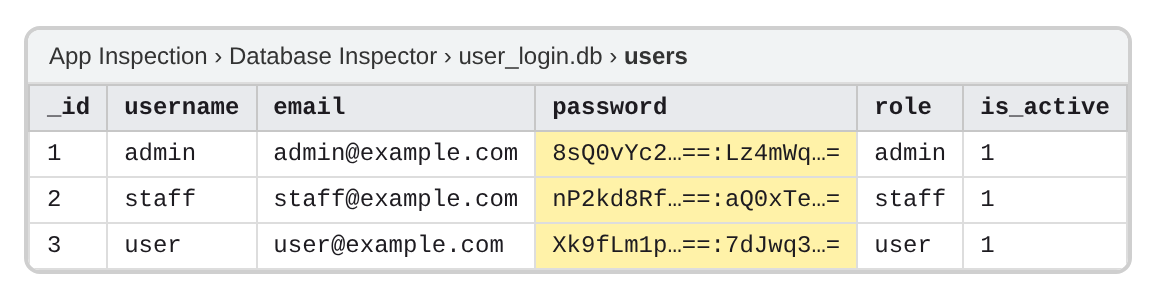 App Inspection › Database Inspector › user_login.db › users
_id username email password role is_active
1 admin admin@example.com 8sQ0vYc2…==:Lz4mWq…= admin 1
2 staff staff@example.com nP2kd8Rf…==:aQ0xTe…= staff 1
3 user user@example.com Xk9fLm1p…==:7dJwq3…= user 1